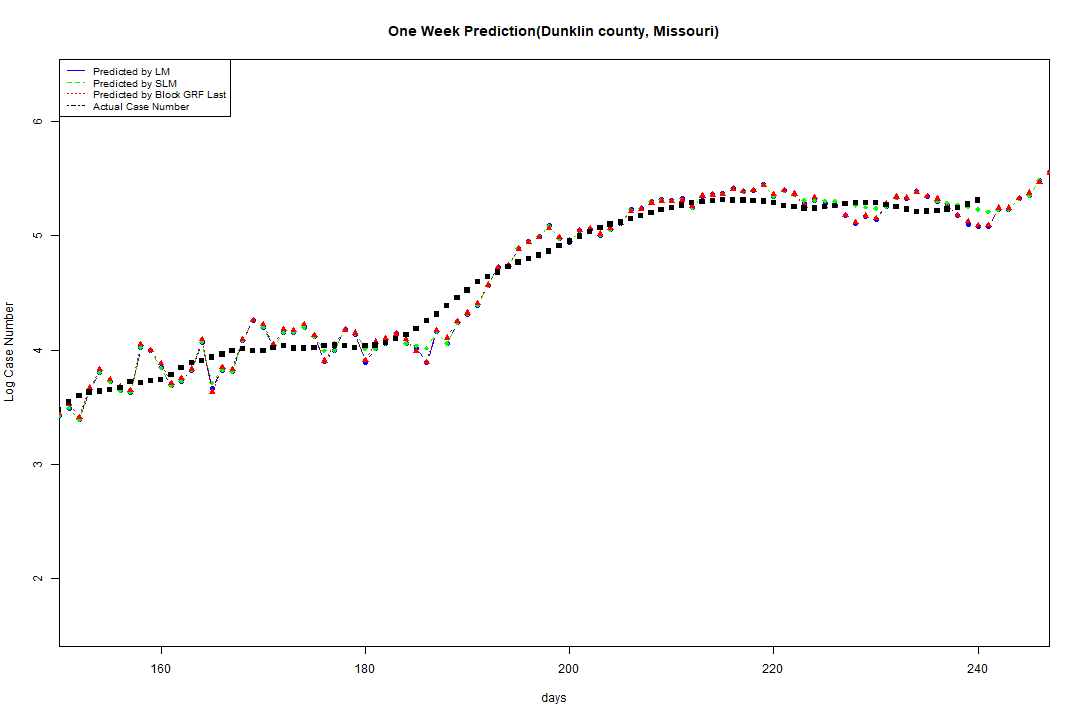 One Week Prediction(Dunklin county, Missouri)
Predicted by LM
Predicted by SLM
Predicted by Block GRF Last
Actual Case Number
6
5
4
3
2
Log Case Number
160 180 200 220 240
days